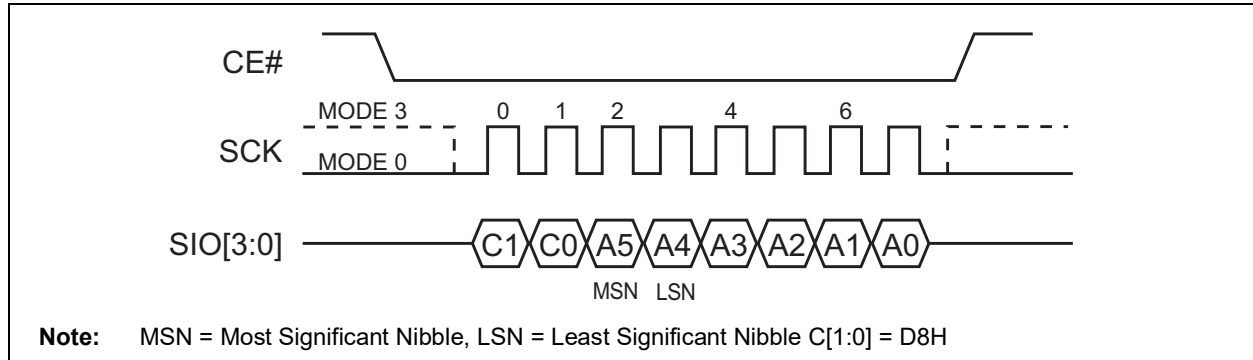 CE#
MODE 3 0 1 2 4 6
SCK
MODE 0
SIO[3:0] C1 C0 A5 A4 A3 A2 A1 A0
MSN LSN
Note: MSN = Most Significant Nibble, LSN = Least Significant Nibble C[1:0] = D8H